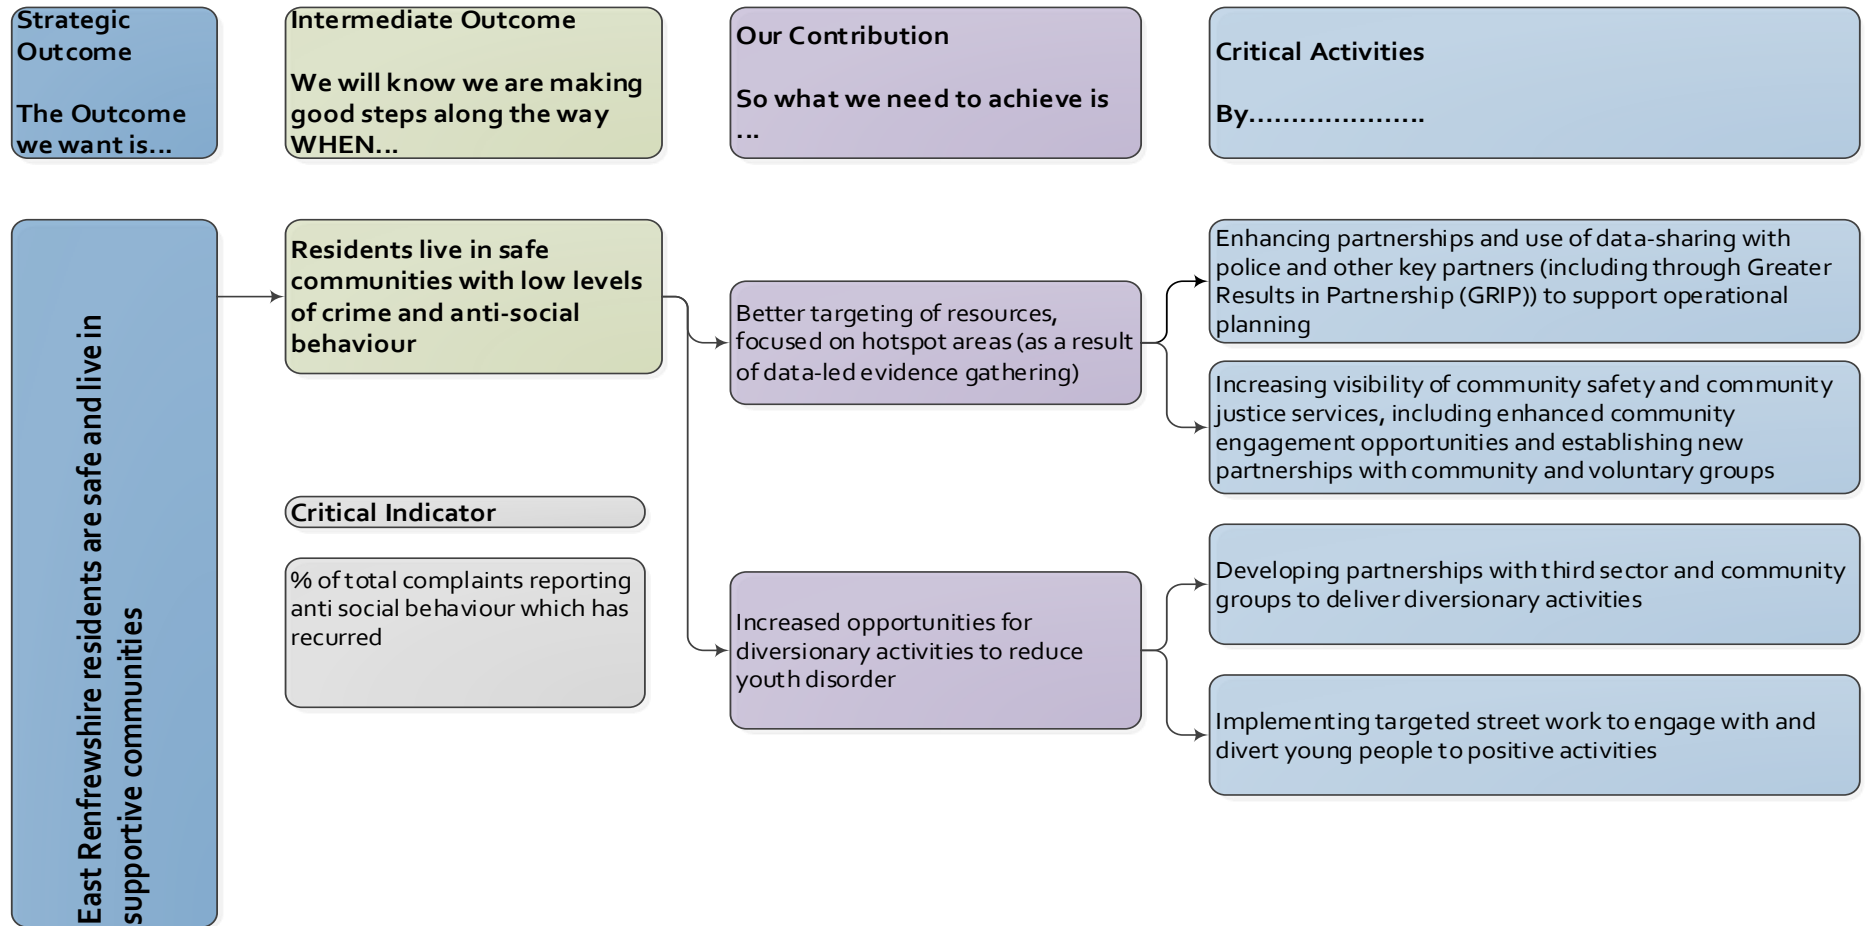 Strategic
Outcome
The Outcome
we want is...
Intermediate Outcome
We will know we are making
good steps along the way
WHEN...
Our Contribution
So what we need to achieve is
...
Critical Activities
By.....................
East Renfrewshire residents are safe and live in
supportive communities
Residents live in safe
communities with low levels
of crime and anti-social
behaviour
Critical Indicator
% of total complaints reporting
anti social behaviour which has
recurred
Better targeting of resources,
focused on hotspot areas (as a result
of data-led evidence gathering)
Increased opportunities for
diversionary activities to reduce
youth disorder
Enhancing partnerships and use of data-sharing with
police and other key partners (including through Greater
Results in Partnership (GRIP)) to support operational
planning
Increasing visibility of community safety and community
justice services, including enhanced community
engagement opportunities and establishing new
partnerships with community and voluntary groups
Developing partnerships with third sector and community
groups to deliver diversionary activities
Implementing targeted street work to engage with and
divert young people to positive activities